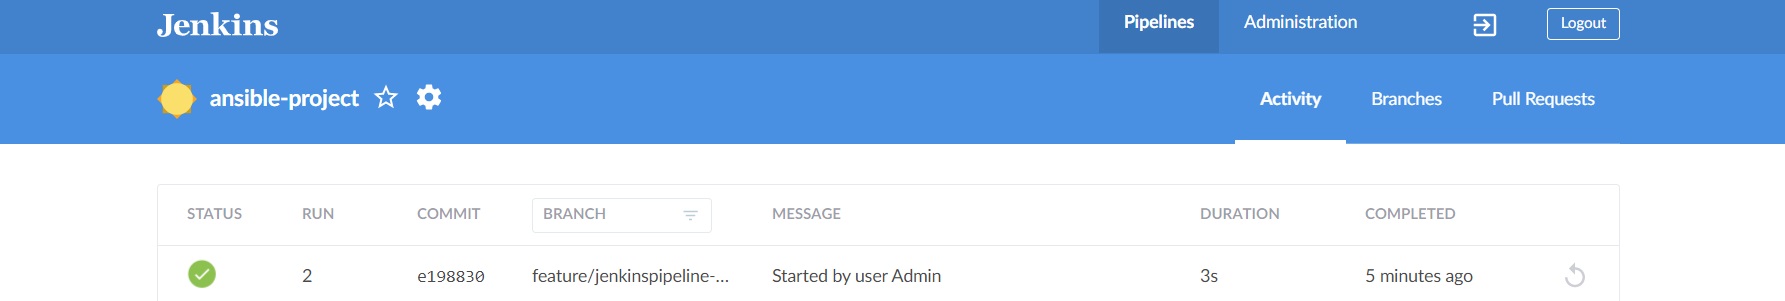 Jenkins Pipelines Administration Logout
ansible-project Activity Branches Pull Requests
STATUS RUN COMMIT BRANCH MESSAGE DURATION COMPLETED
2 e198830 feature/jenkinspipeline-... Started by user Admin 3s 5 minutes ago